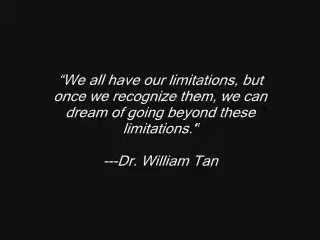 “We all have our limitations, but
once we recognize them, we can
dream of going beyond these
limitations."
---Dr. William Tan